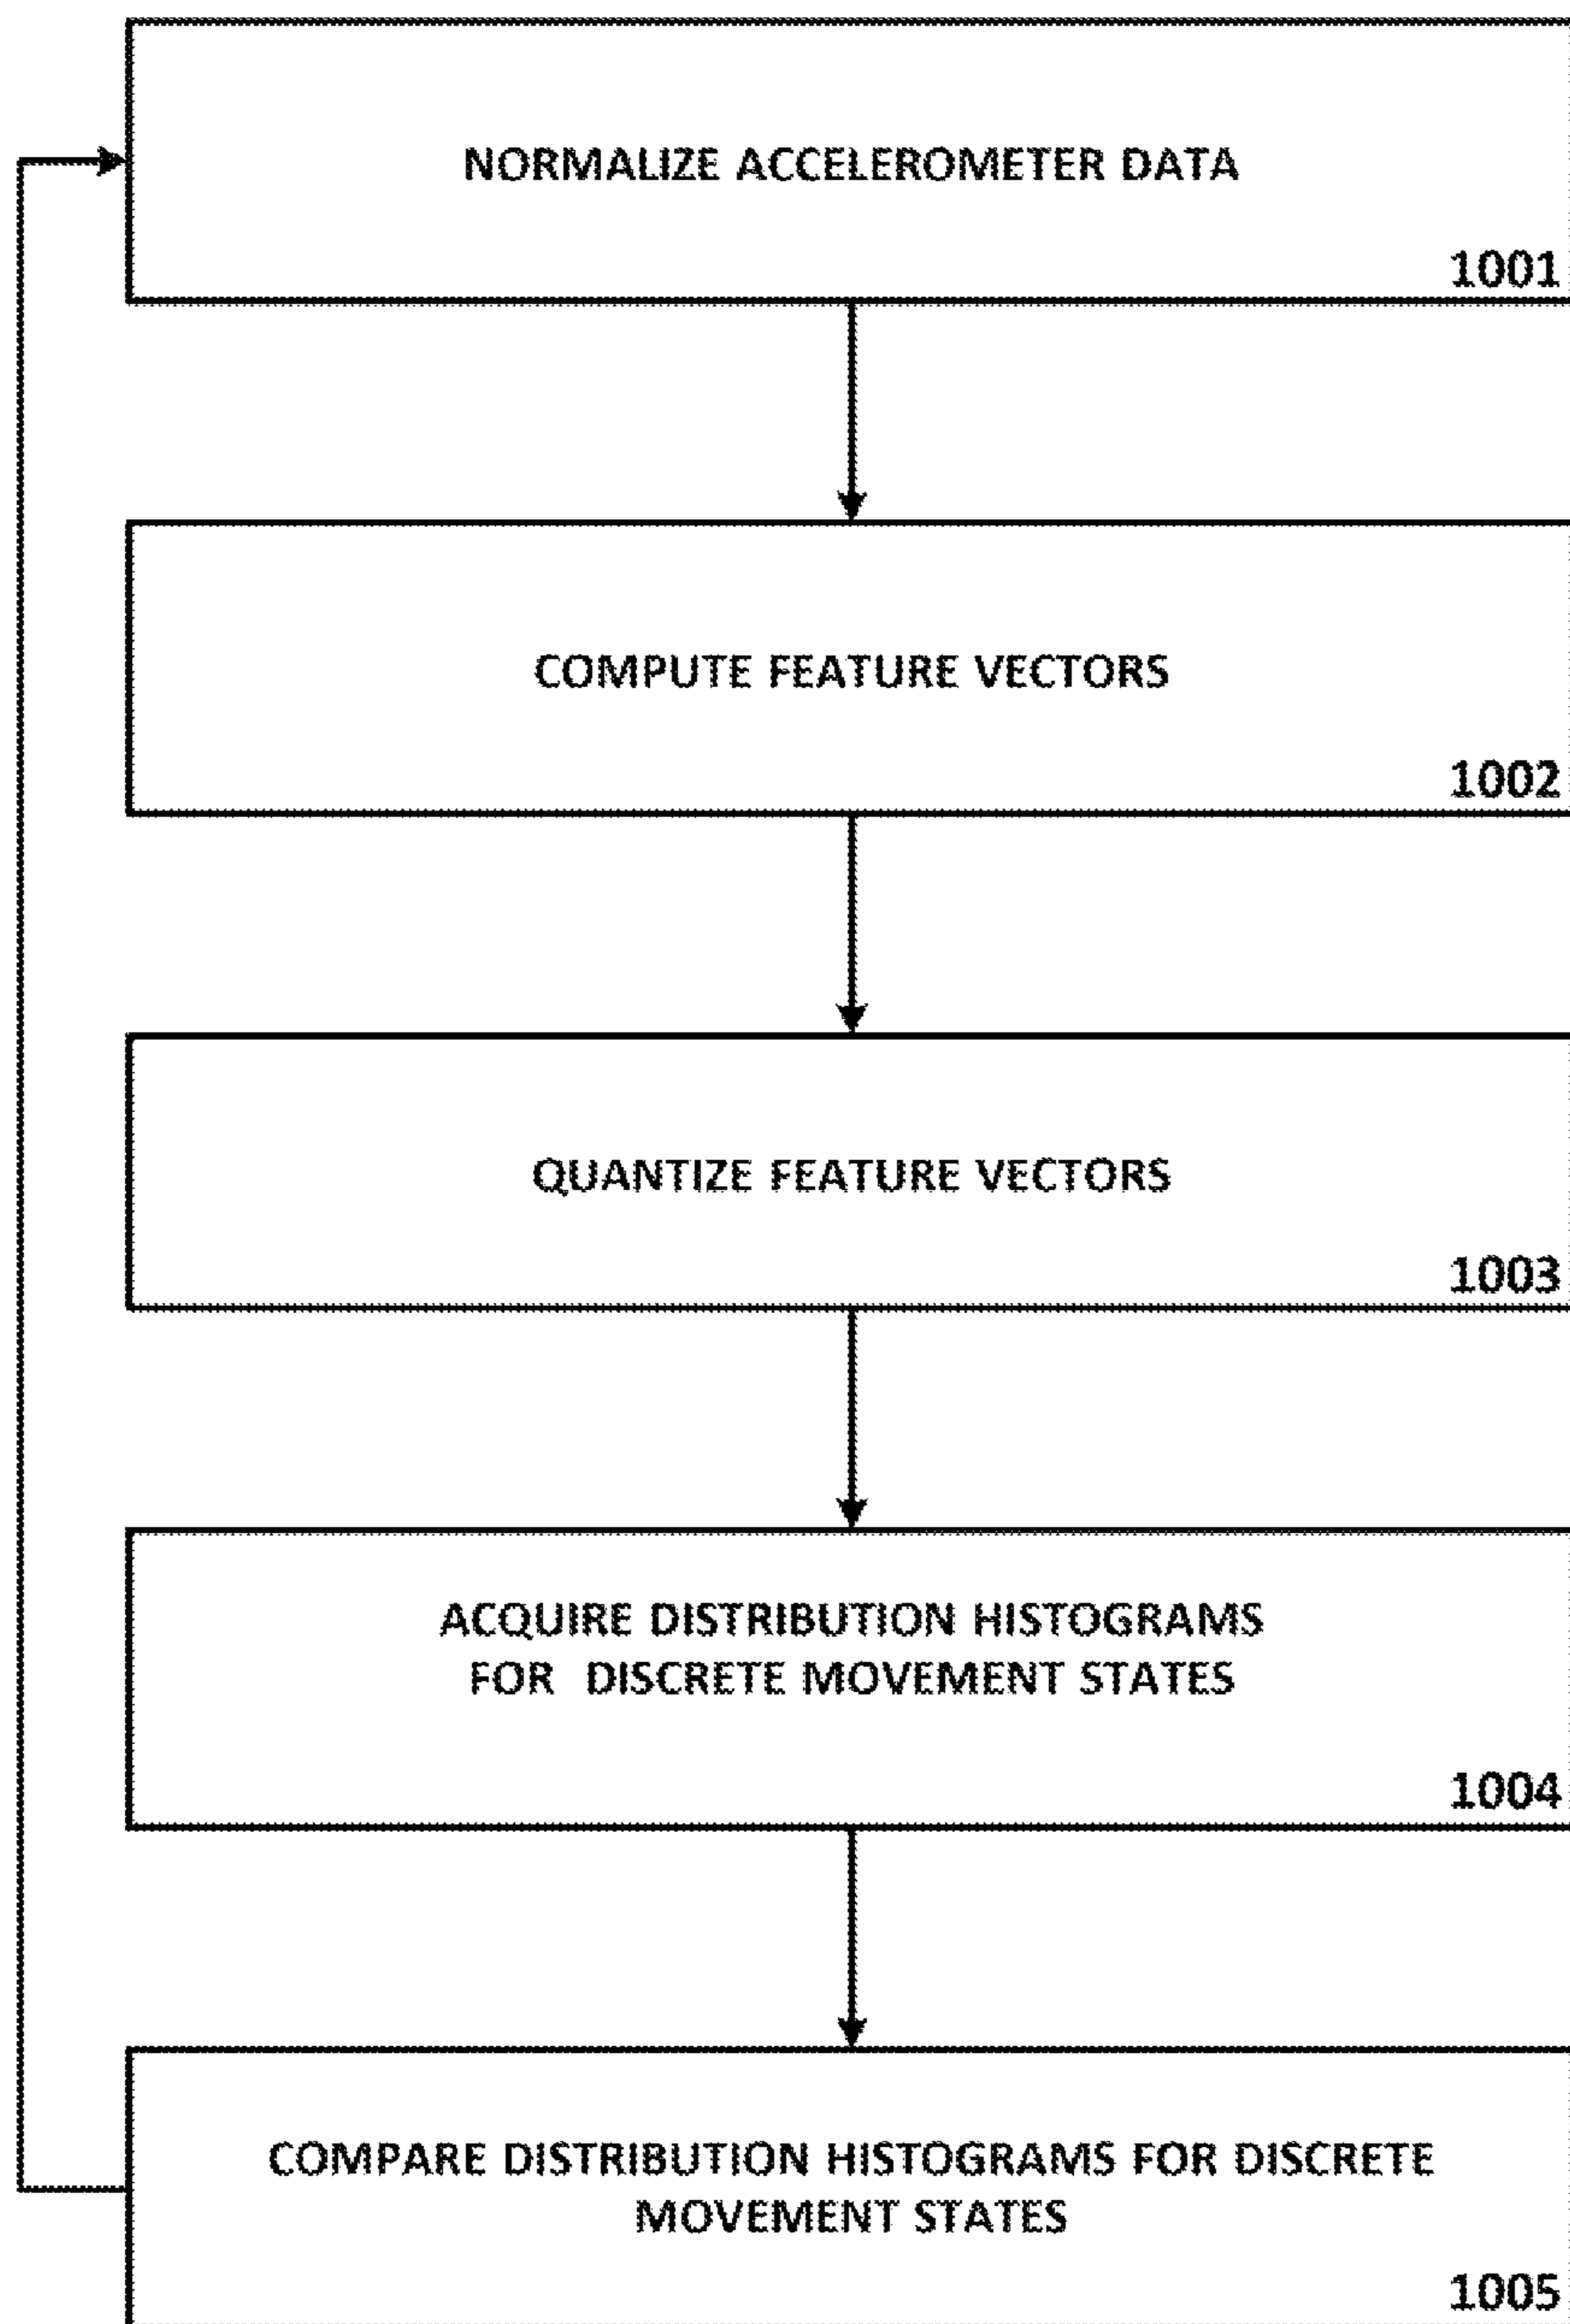 NORMALIZE ACCELEROMETER DATA
1001
COMPUTE FEATURE VECTORS
1002
QUANTIZE FEATURE VECTORS
1003
ACQUIRE DISTRIBUTION HISTOGRAMS
FOR DISCRETE MOVEMENT STATES
1004
COMPARE DISTRIBUTION HISTOGRAMS FOR DISCRETE
MOVEMENT STATES
1005